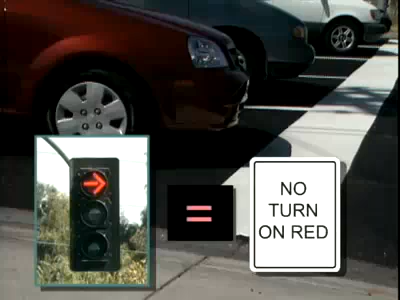 =
NO
TURN
ON RED